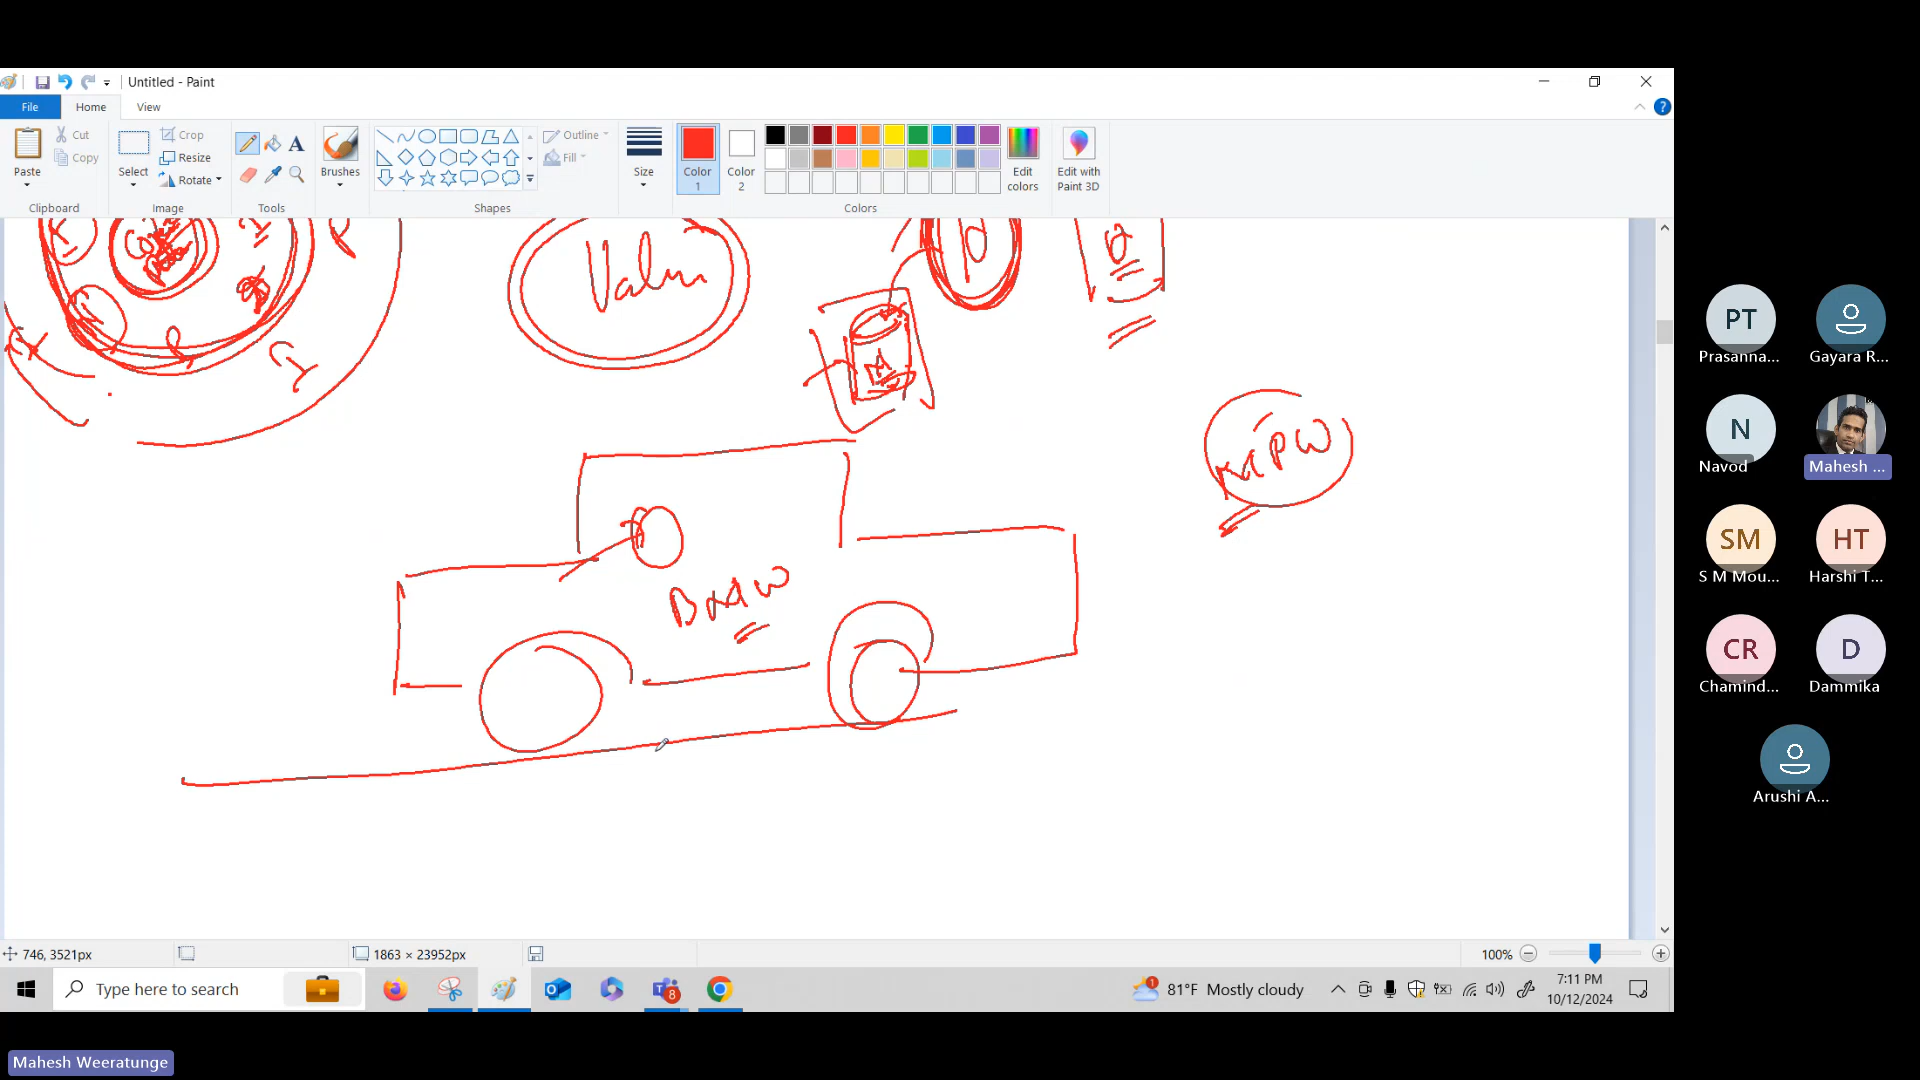 Untitled - Paint
File
Home
View
Paste
Cut
Copy
Clipboard
Select
Crop
Resize
Rotate
Image
Tools
Brushes
Shapes
Outline
Fill
Size
Color
1
Color
2
Edit
colors
Edit with
Paint 3D
Colors
BMW
746, 3521px
1863 × 23952px
100%
Type here to search
8
1
81°F Mostly cloudy
7:11 PM
10/12/2024
PT
Prasanna...
Gayara R...
N
Navod
Mahesh ...
SM
S M Mou...
HT
Harshi T...
CR
Chamind...
D
Dammika
Arushi A...
Mahesh Weeratunge